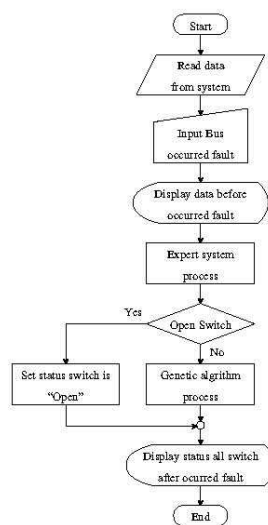 Start
Read data
from system
Input Bus
occurred fault
Display data before
occurred fault
Expert system
process
Yes
Open Switch
No
Set status switch is
"Open"
Genetic algrithm
process
Display status all switch
after ocurred fault
End